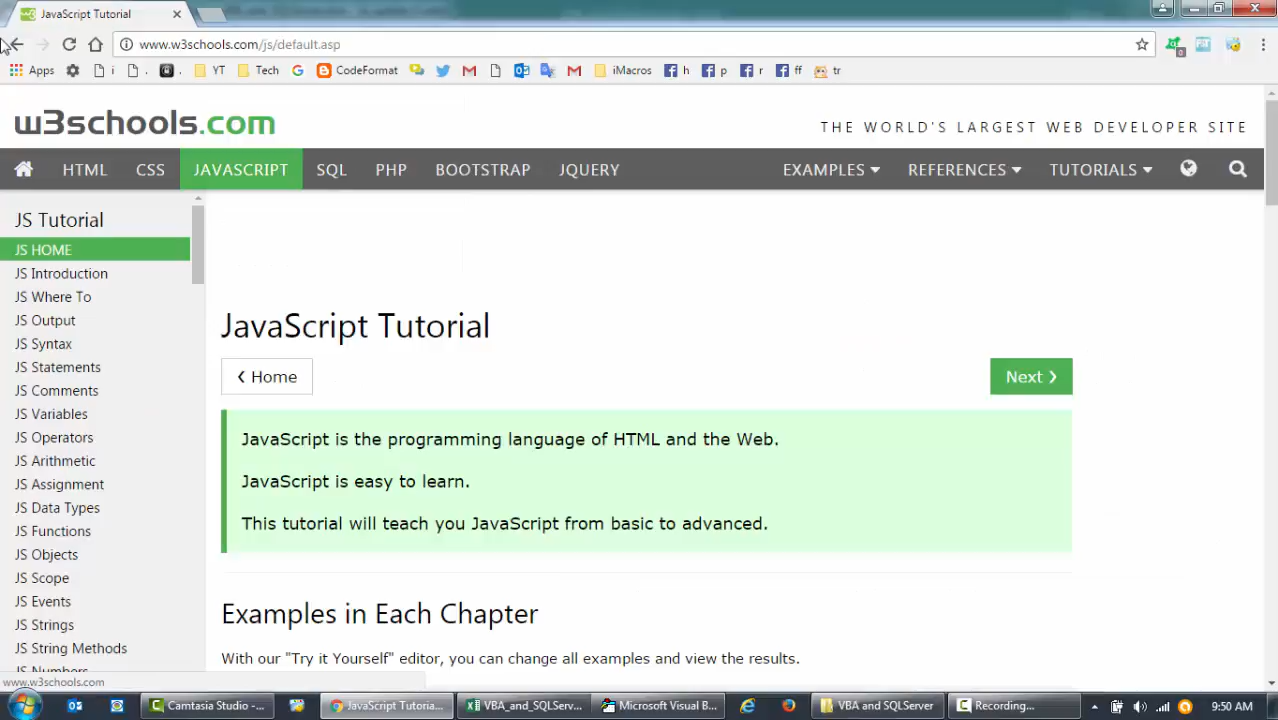 JavaScript Tutorial
www.w3schools.com/js/default.asp
Apps i . YT Tech CodeFormat iMacros h p r ff tr
w3schools.com
THE WORLD'S LARGEST WEB DEVELOPER SITE
HTML CSS JAVASCRIPT SQL PHP BOOTSTRAP JQUERY EXAMPLES REFERENCES TUTORIALS
JS Tutorial
JS HOME
JS Introduction
JS Where To
JS Output
JS Syntax
JS Statements
JS Comments
JS Variables
JS Operators
JS Arithmetic
JS Assignment
JS Data Types
JS Functions
JS Objects
JS Scope
JS Events
JS Strings
JS String Methods
JS Numbers
JavaScript Tutorial
❮ Home
Next ❯
JavaScript is the programming language of HTML and the Web.
JavaScript is easy to learn.
This tutorial will teach you JavaScript from basic to advanced.
Examples in Each Chapter
With our "Try it Yourself" editor, you can change all examples and view the results.
www.w3schools.com
Camtasia Studio - ... JavaScript Tutoria... VBA_and_SQLServ... Microsoft Visual B... VBA and SQLServer Recording... 9:50 AM